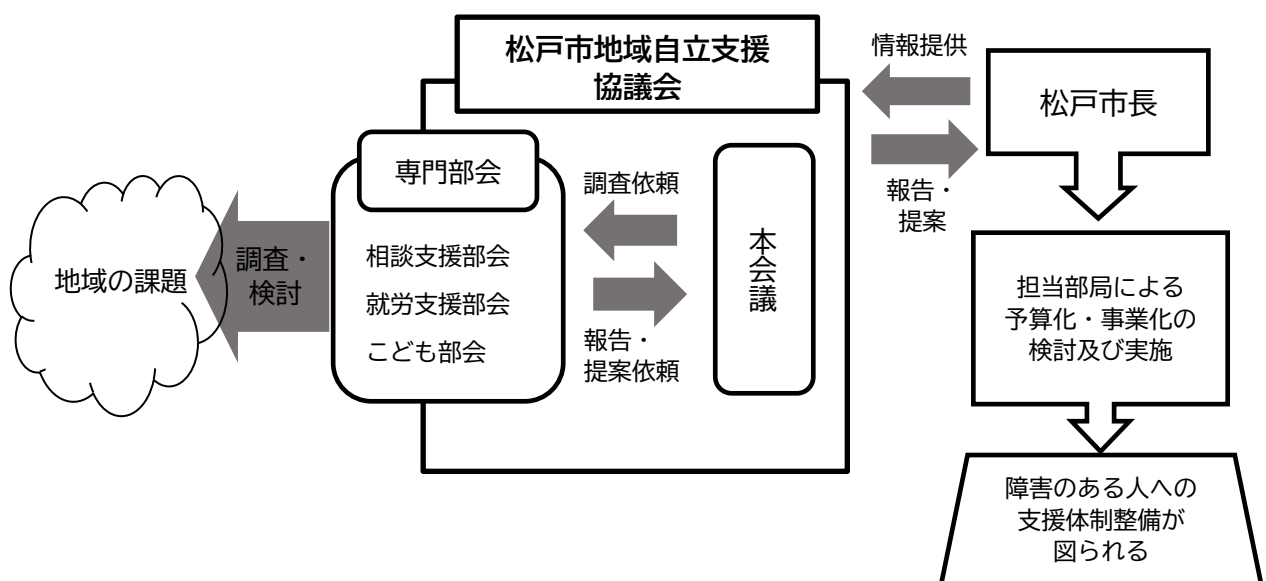 松戸市地域自立支援
協議会
情報提供
松戸市長
報告・
提案
専門部会
相談支援部会
就労支援部会
こども部会
調査依頼
報告・
提案依頼
本会議
調査・
検討
地域の課題
担当部局による
予算化・事業化の
検討及び実施
障害のある人への
支援体制整備が
図られる